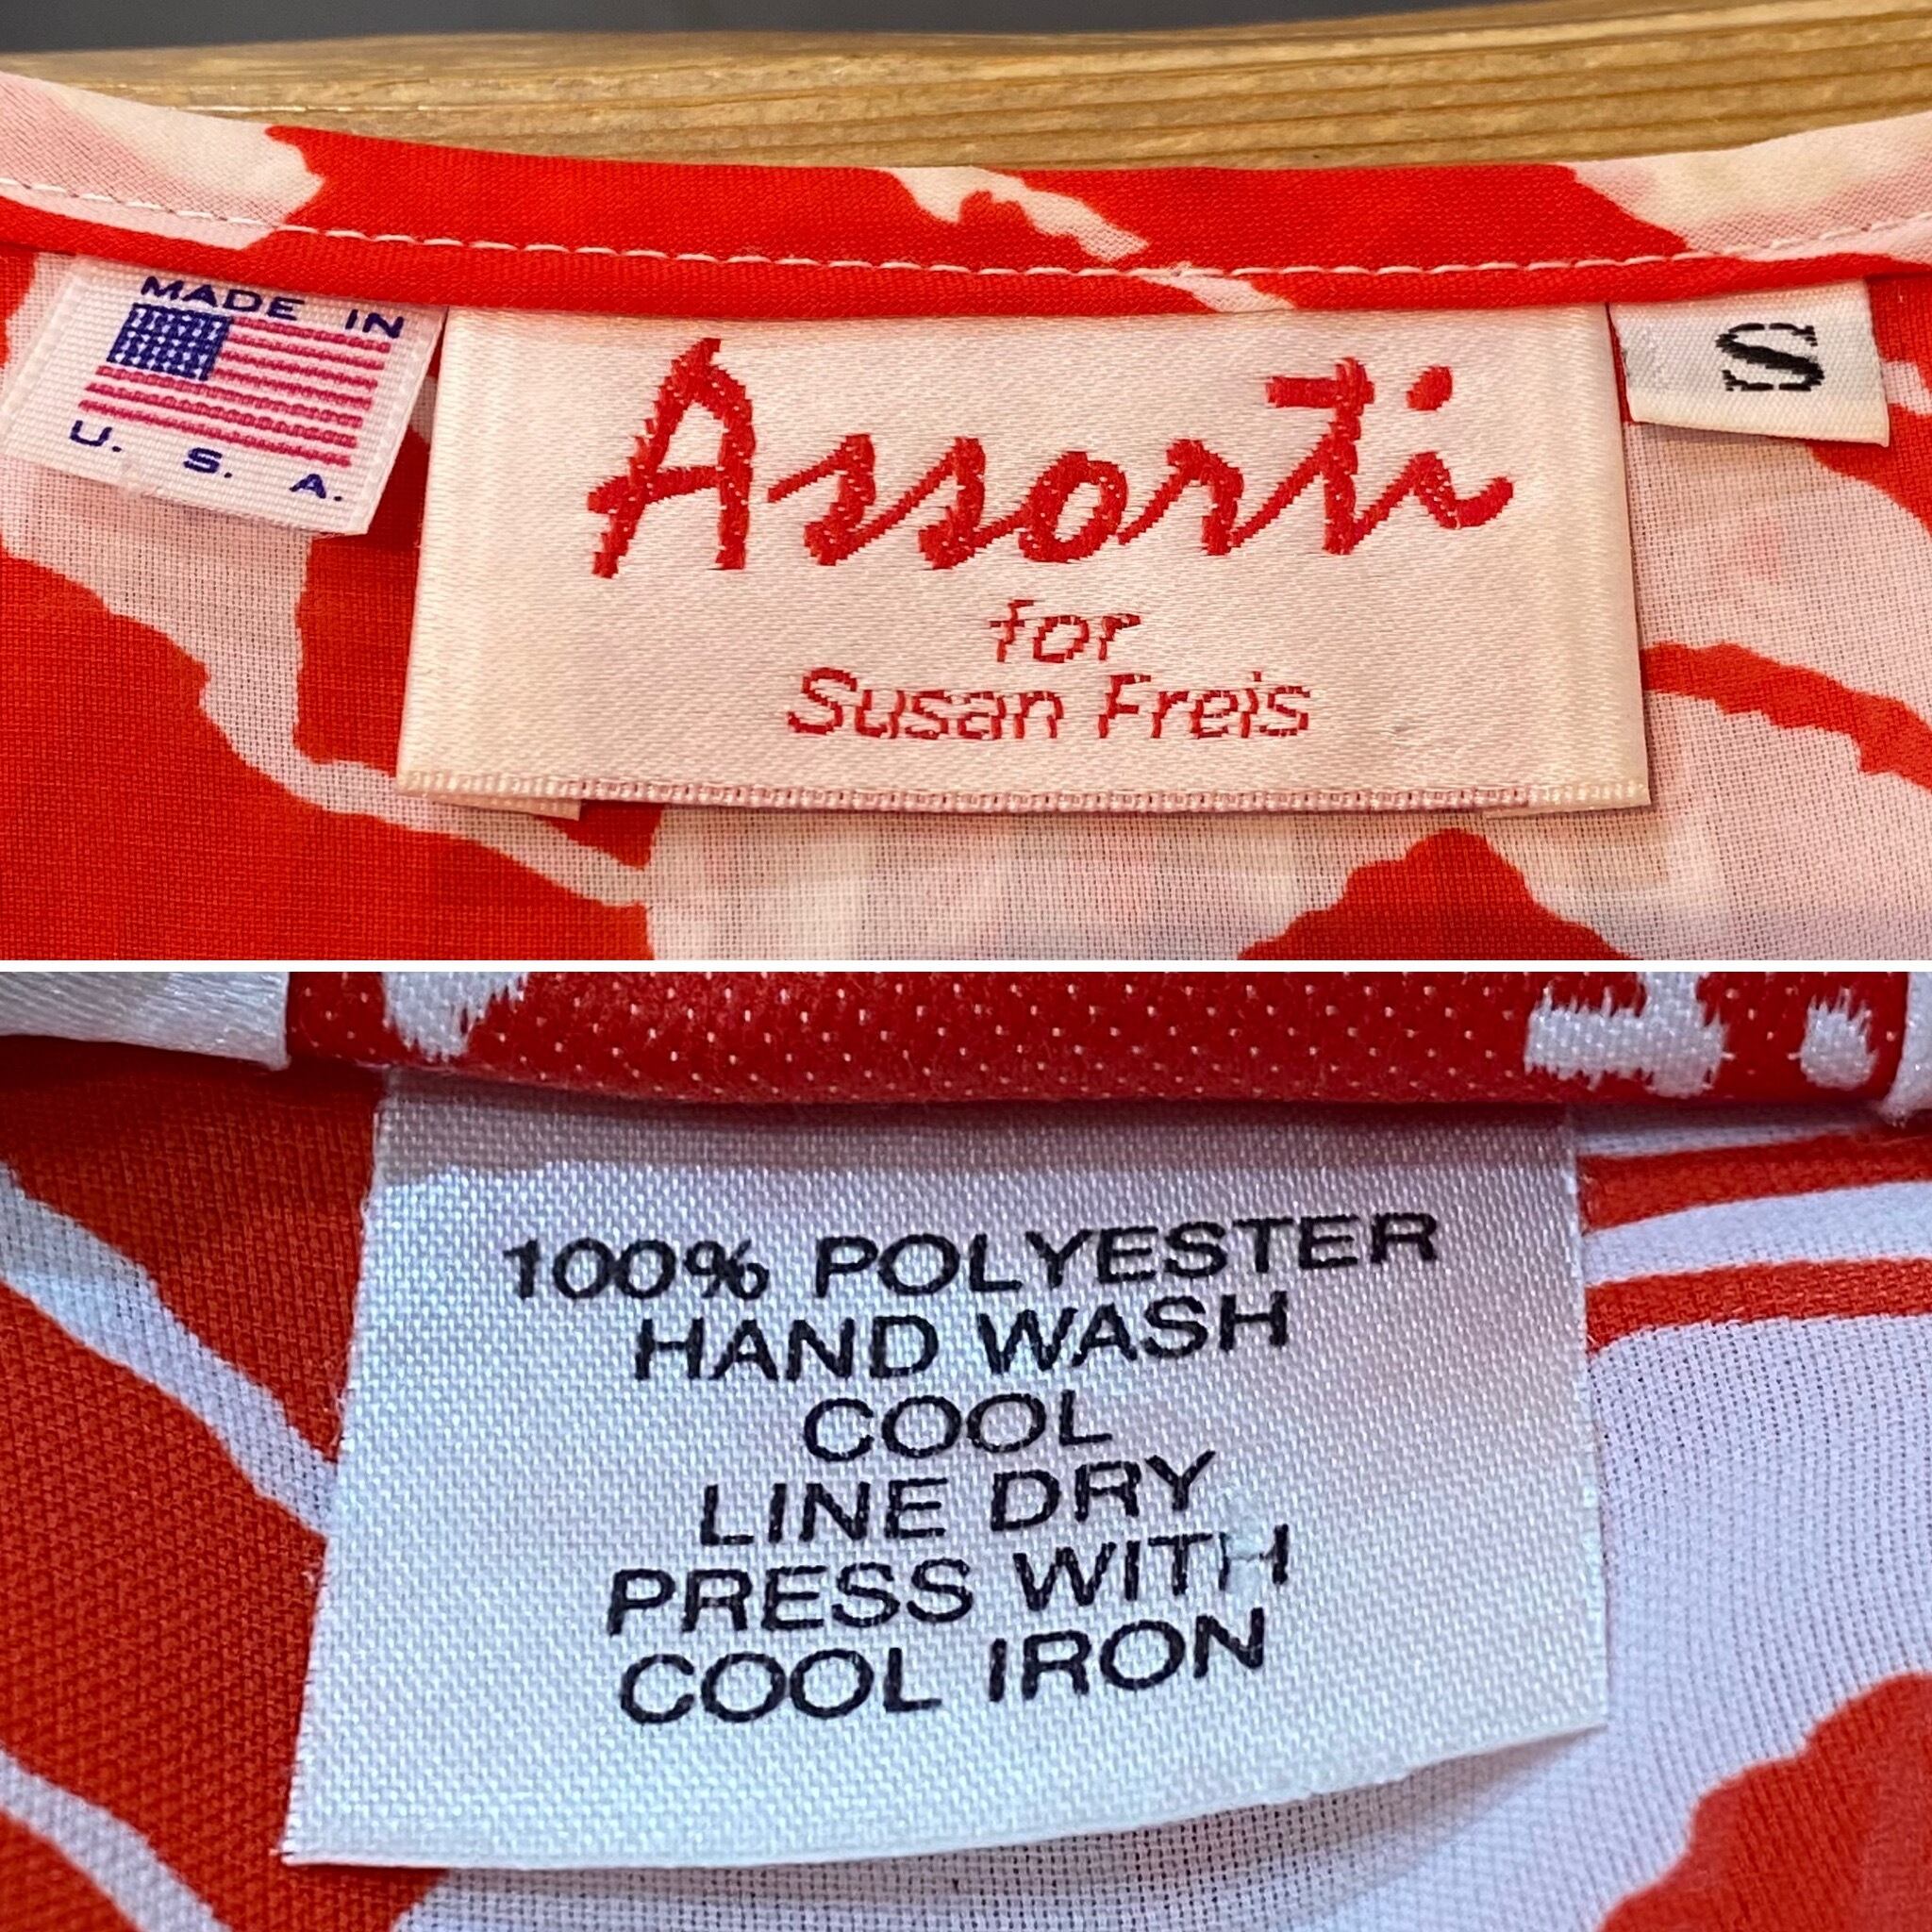 MADE IN
U. S. A.
Assorti
for
Susan Freis
S
100% POLYESTER
HAND WASH
COOL
LINE DRY
PRESS WITH
COOL IRON